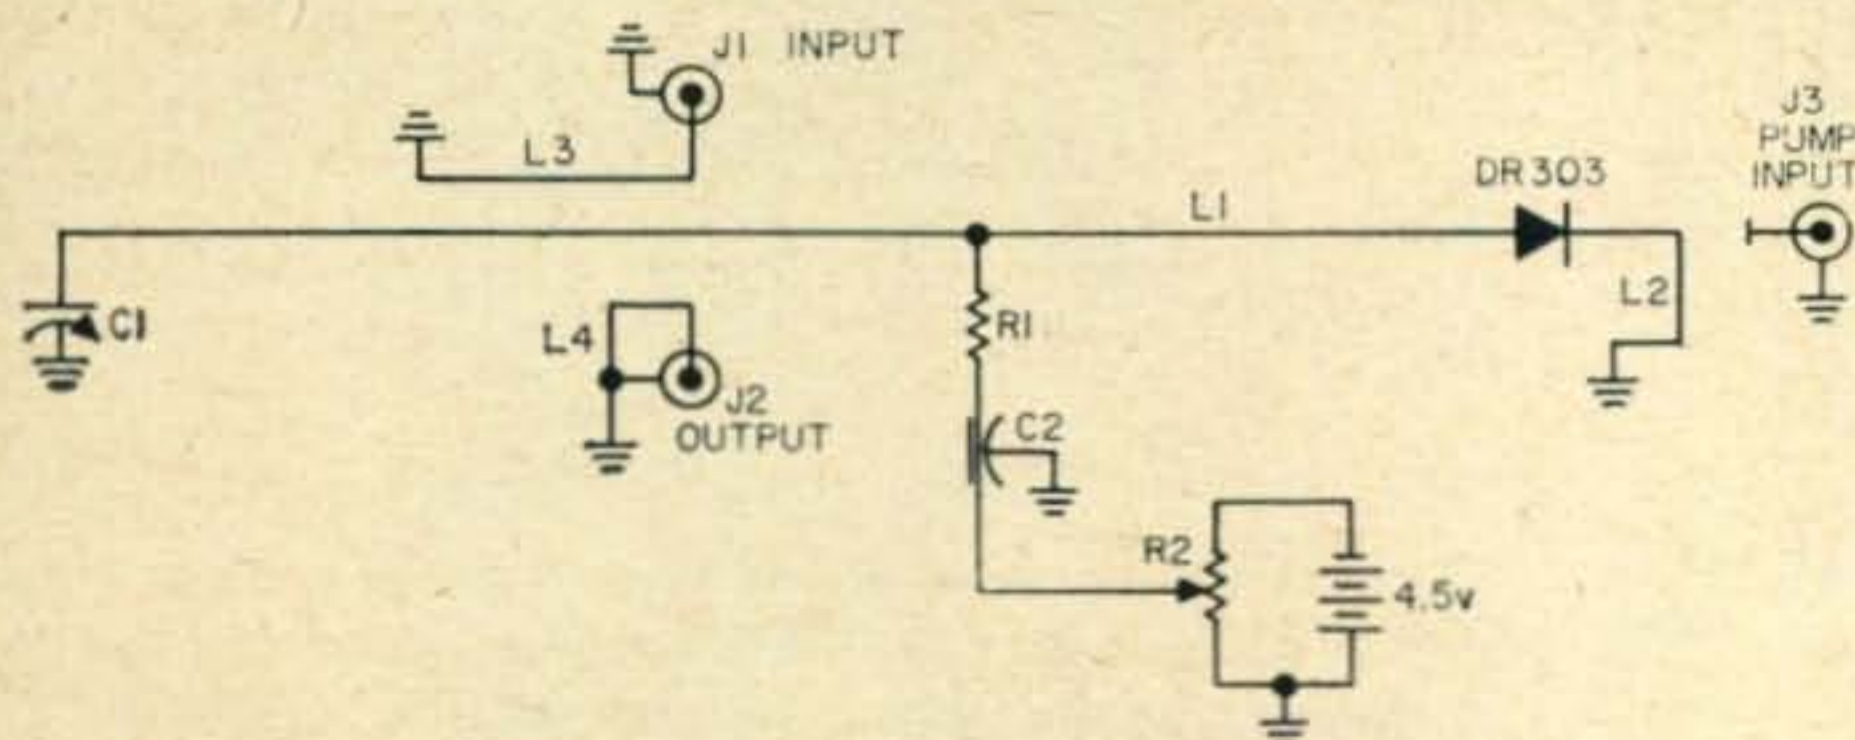 J1 INPUT
L3
J3
PUMP
INPUT
DR303
L1
C1
L4
J2
OUTPUT
R1
L2
C2
R2
4.5v